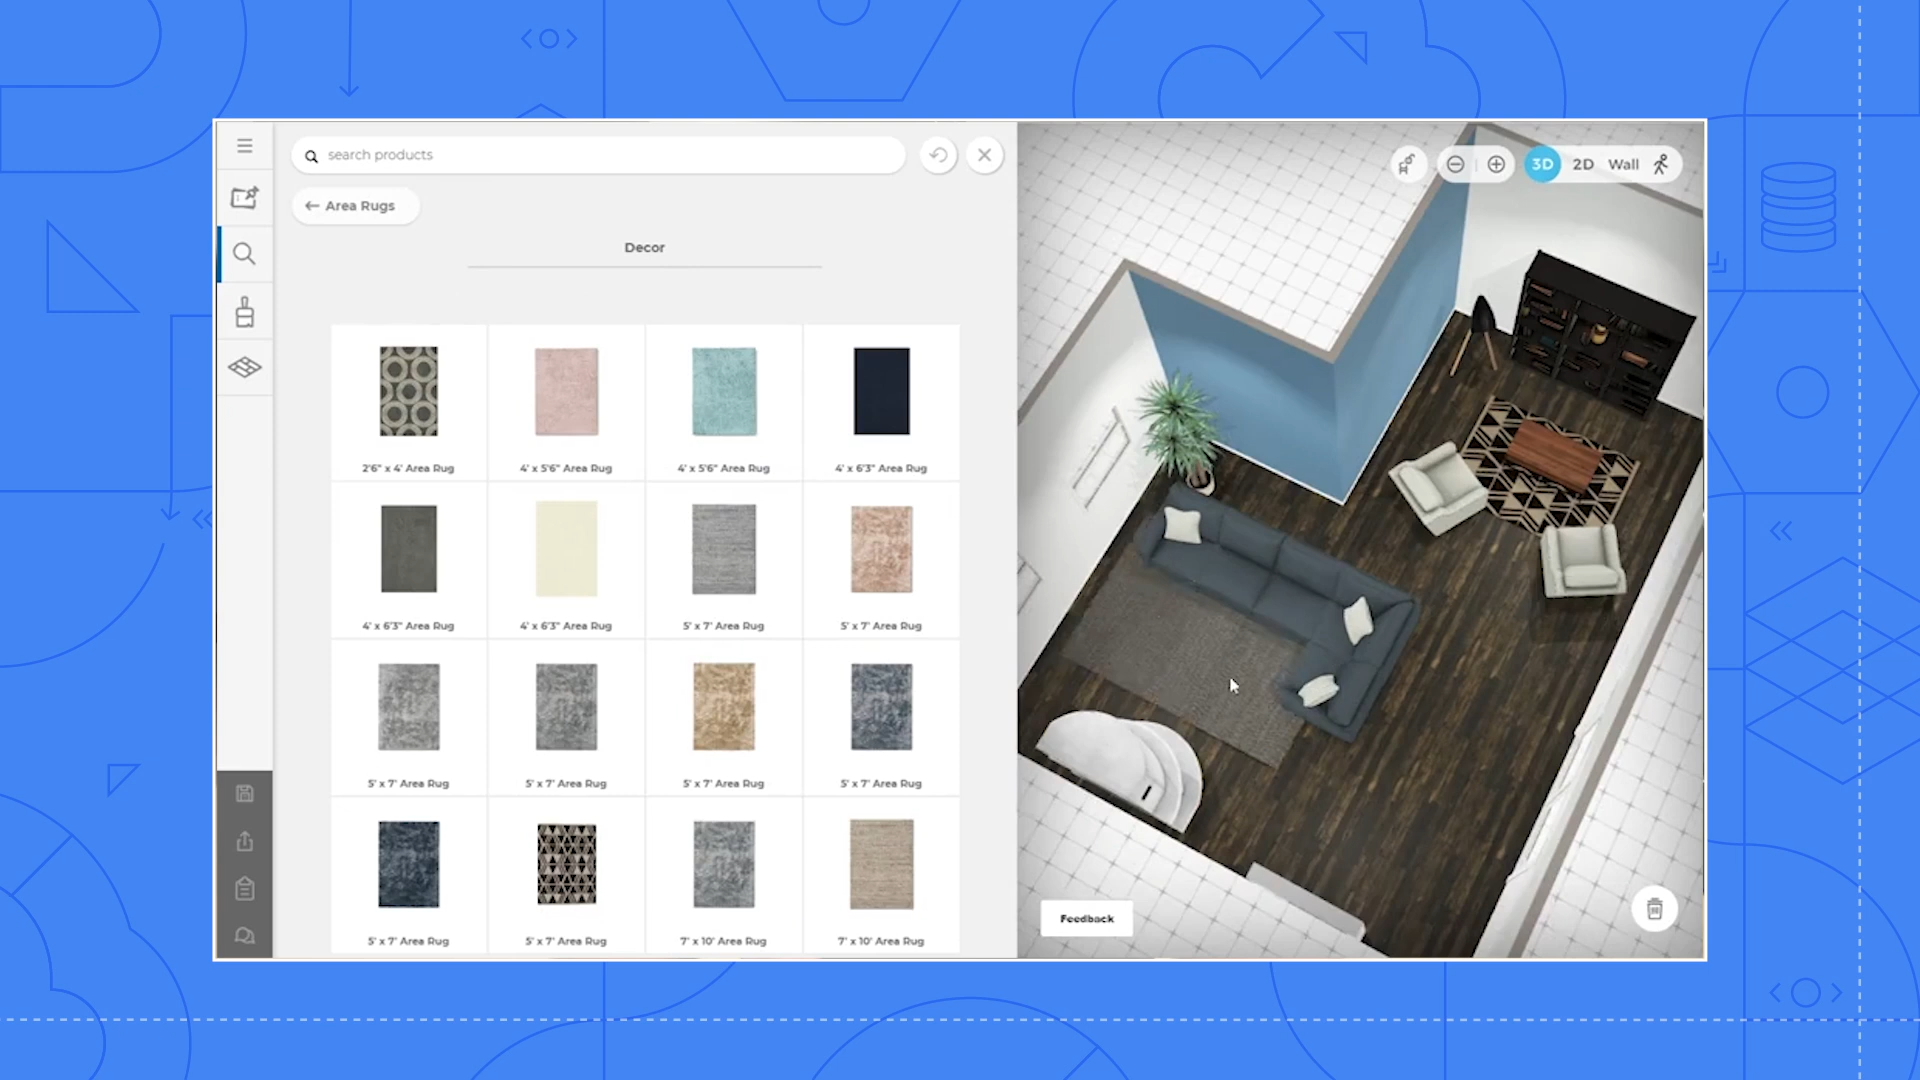 search products
3D 2D Wall
Area Rugs
Decor
2'6" x 4' Area Rug
4' x 5'6" Area Rug
4' x 5'6" Area Rug
4' x 6'3" Area Rug
4' x 6'3" Area Rug
4' x 6'3" Area Rug
5' x 7' Area Rug
5' x 7' Area Rug
5' x 7' Area Rug
5' x 7' Area Rug
5' x 7' Area Rug
5' x 7' Area Rug
5' x 7' Area Rug
5' x 7' Area Rug
7' x 10' Area Rug
7' x 10' Area Rug
Feedback